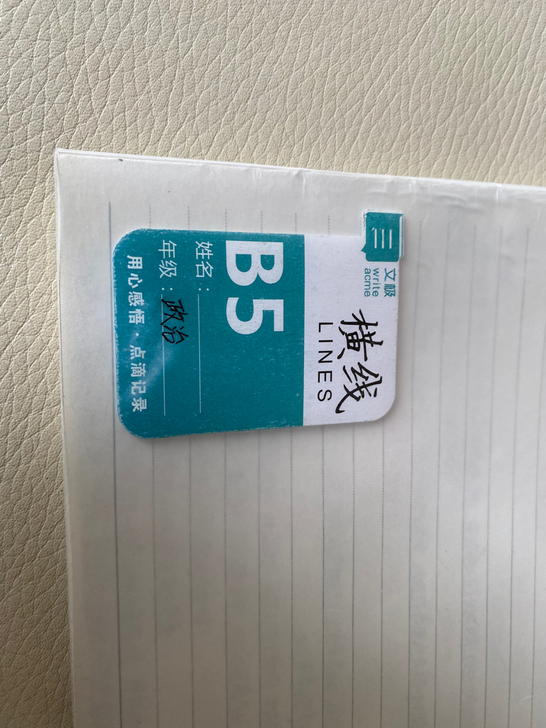 文极
write
acme
横线
LINES
B5
姓名：
年级：政治
用心感悟·点滴记录